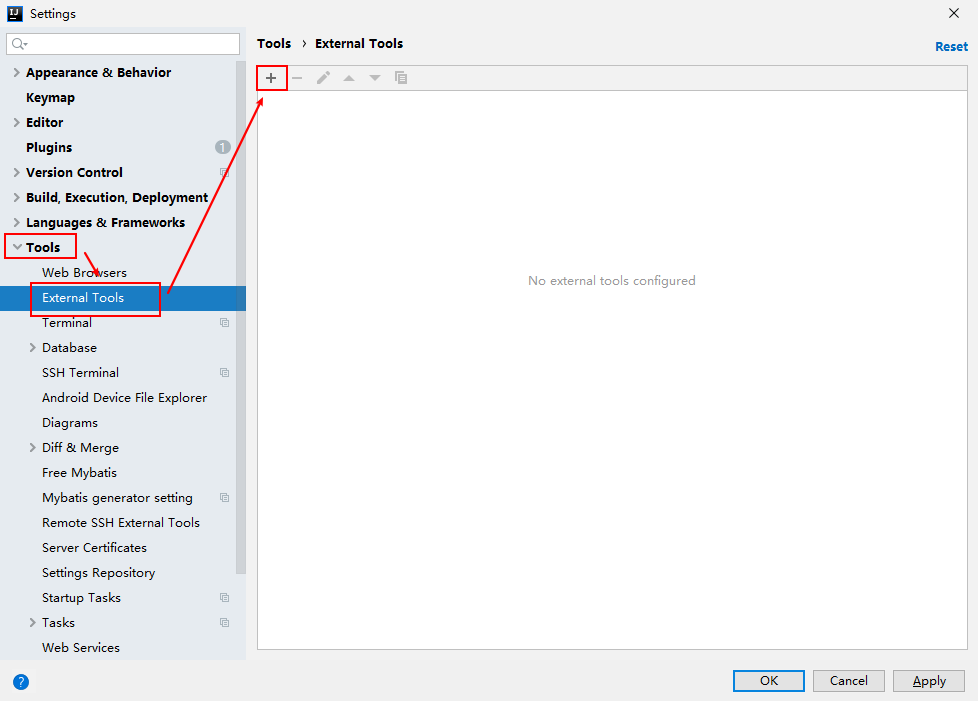 Settings
Tools › External Tools
Reset
Appearance & Behavior
Keymap
Editor
Plugins 1
Version Control
Build, Execution, Deployment
Languages & Frameworks
Tools
Web Browsers
External Tools
Terminal
Database
SSH Terminal
Android Device File Explorer
Diagrams
Diff & Merge
Free Mybatis
Mybatis generator setting
Remote SSH External Tools
Server Certificates
Settings Repository
Startup Tasks
Tasks
Web Services
No external tools configured
?
OK
Cancel
Apply